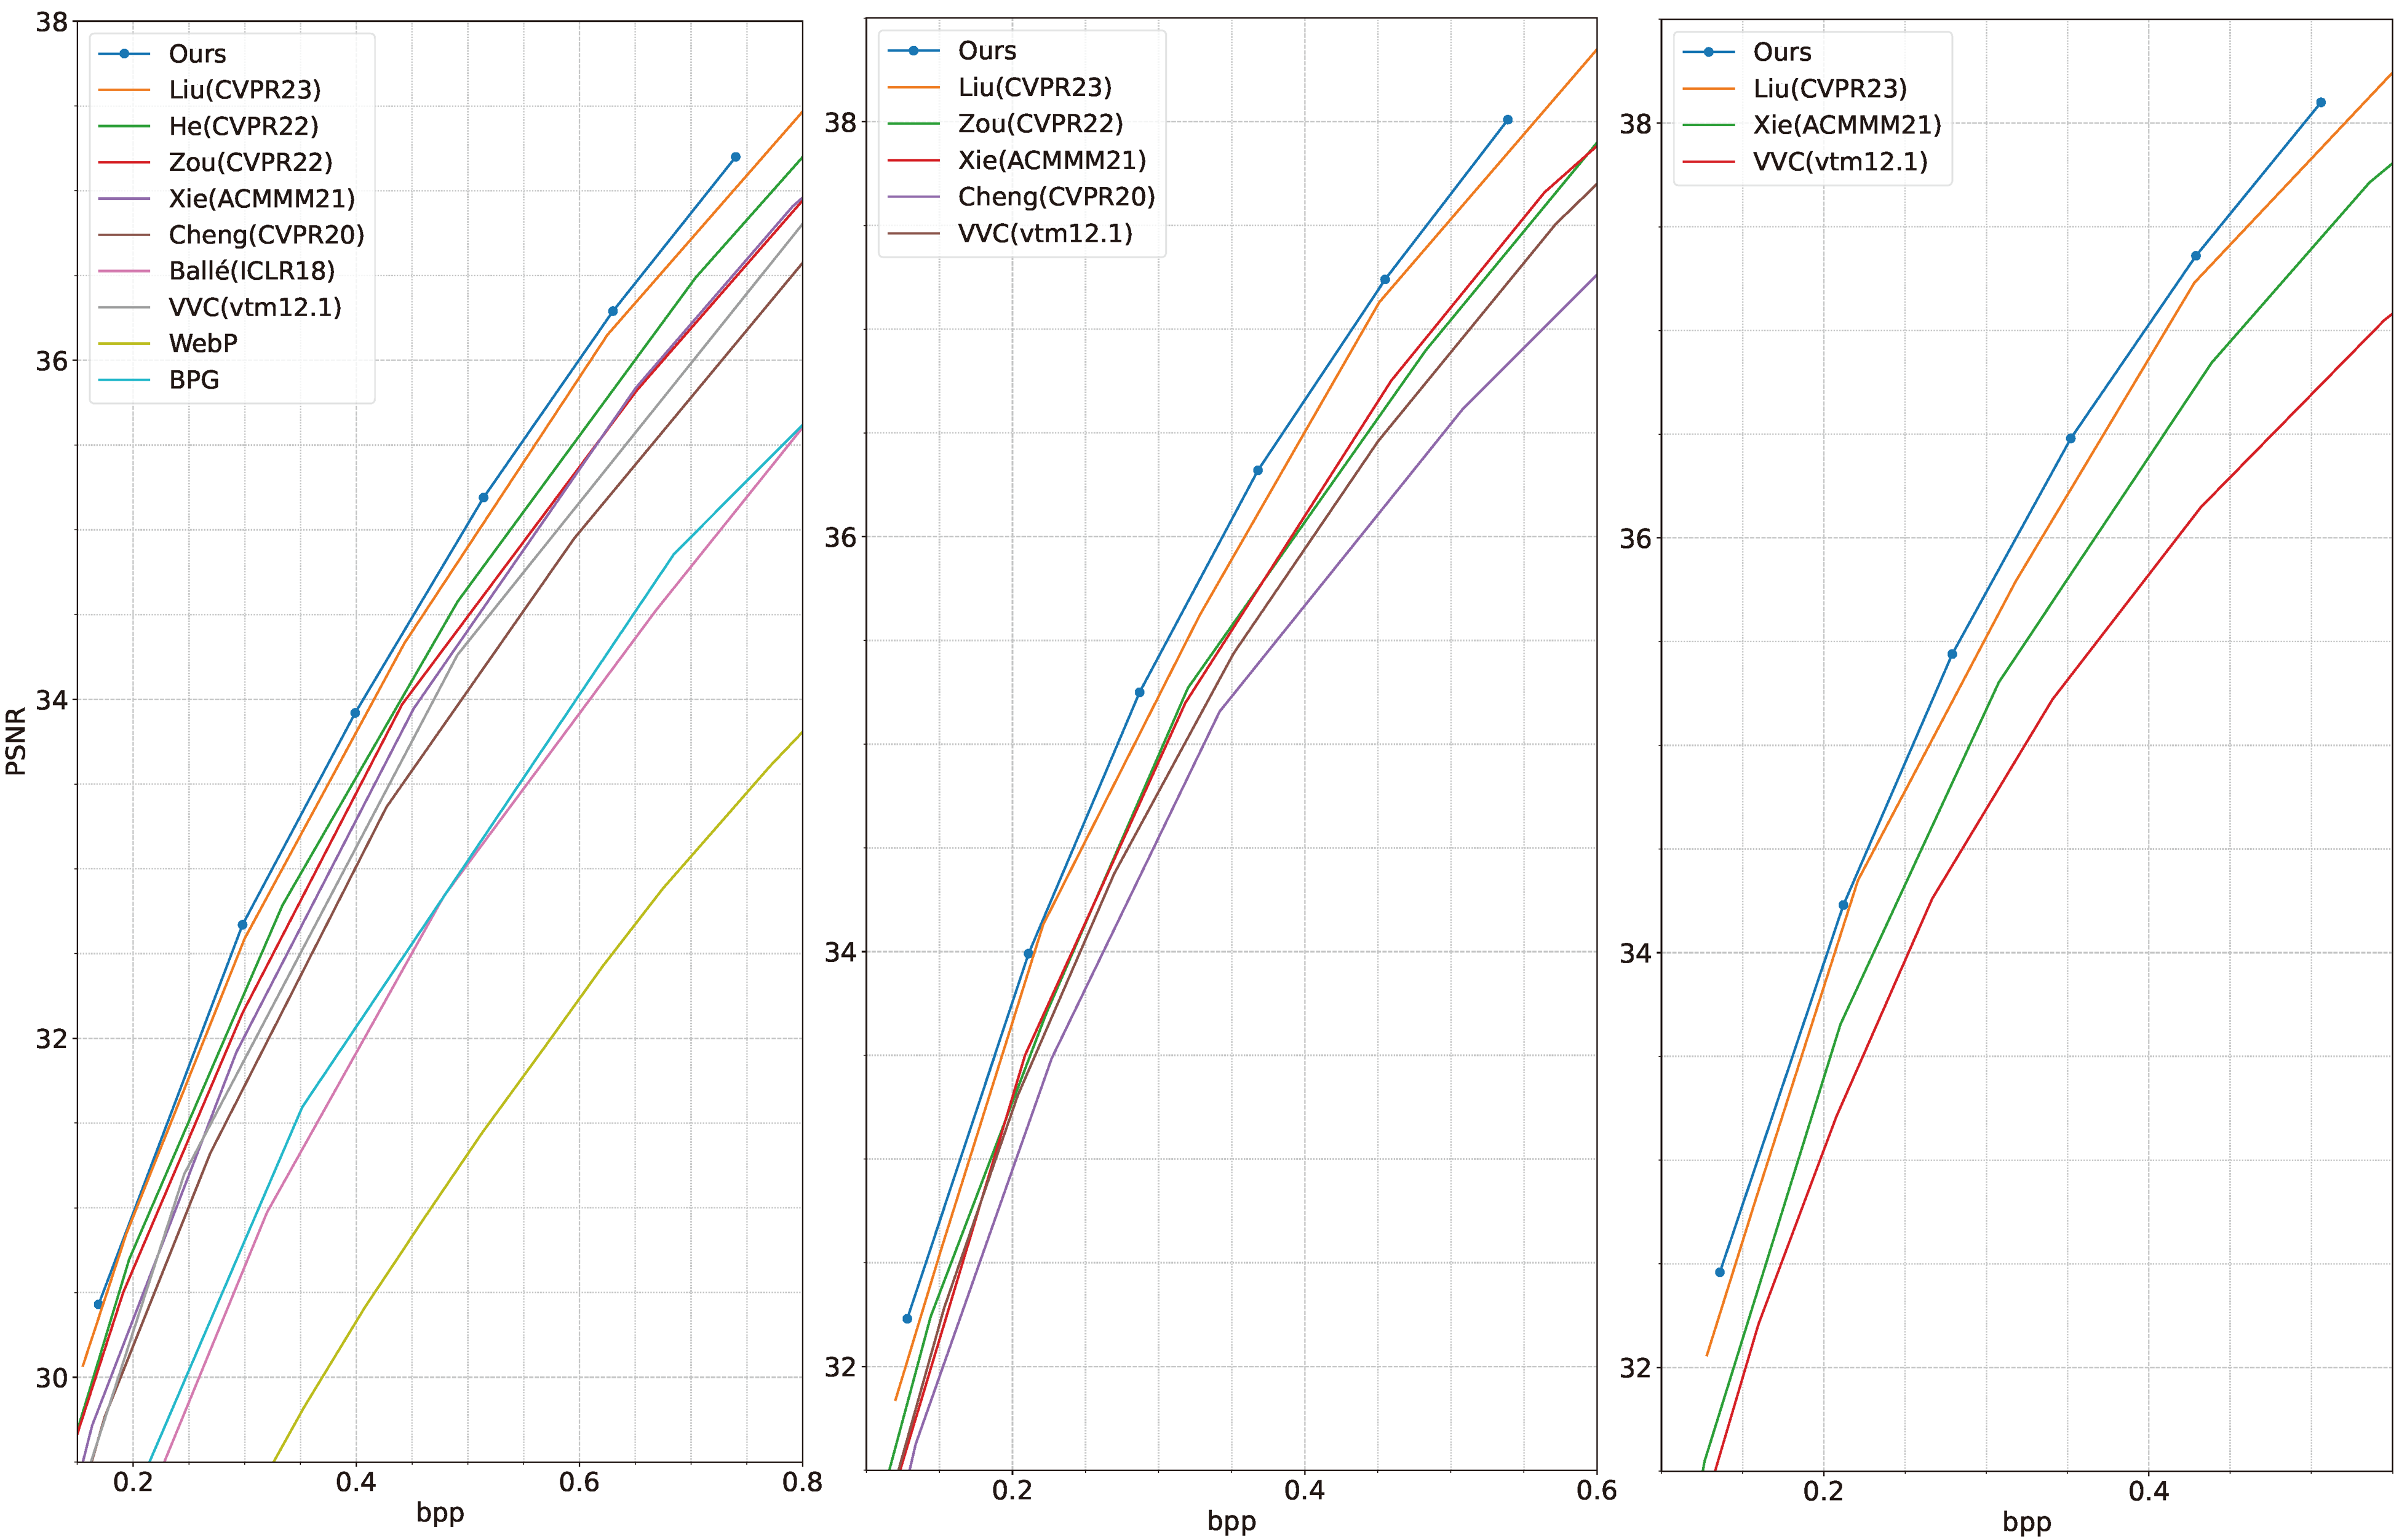 38
36
34
32
30
PSNR
Ours
Liu(CVPR23)
He(CVPR22)
Zou(CVPR22)
Xie(ACMMM21)
Cheng(CVPR20)
Ballé(ICLR18)
VVC(vtm12.1)
WebP
BPG
0.2 0.4 0.6 0.8
bpp
38
36
34
32
Ours
Liu(CVPR23)
Zou(CVPR22)
Xie(ACMMM21)
Cheng(CVPR20)
VVC(vtm12.1)
0.2 0.4 0.6
bpp
38
36
34
32
Ours
Liu(CVPR23)
Xie(ACMMM21)
VVC(vtm12.1)
0.2 0.4
bpp